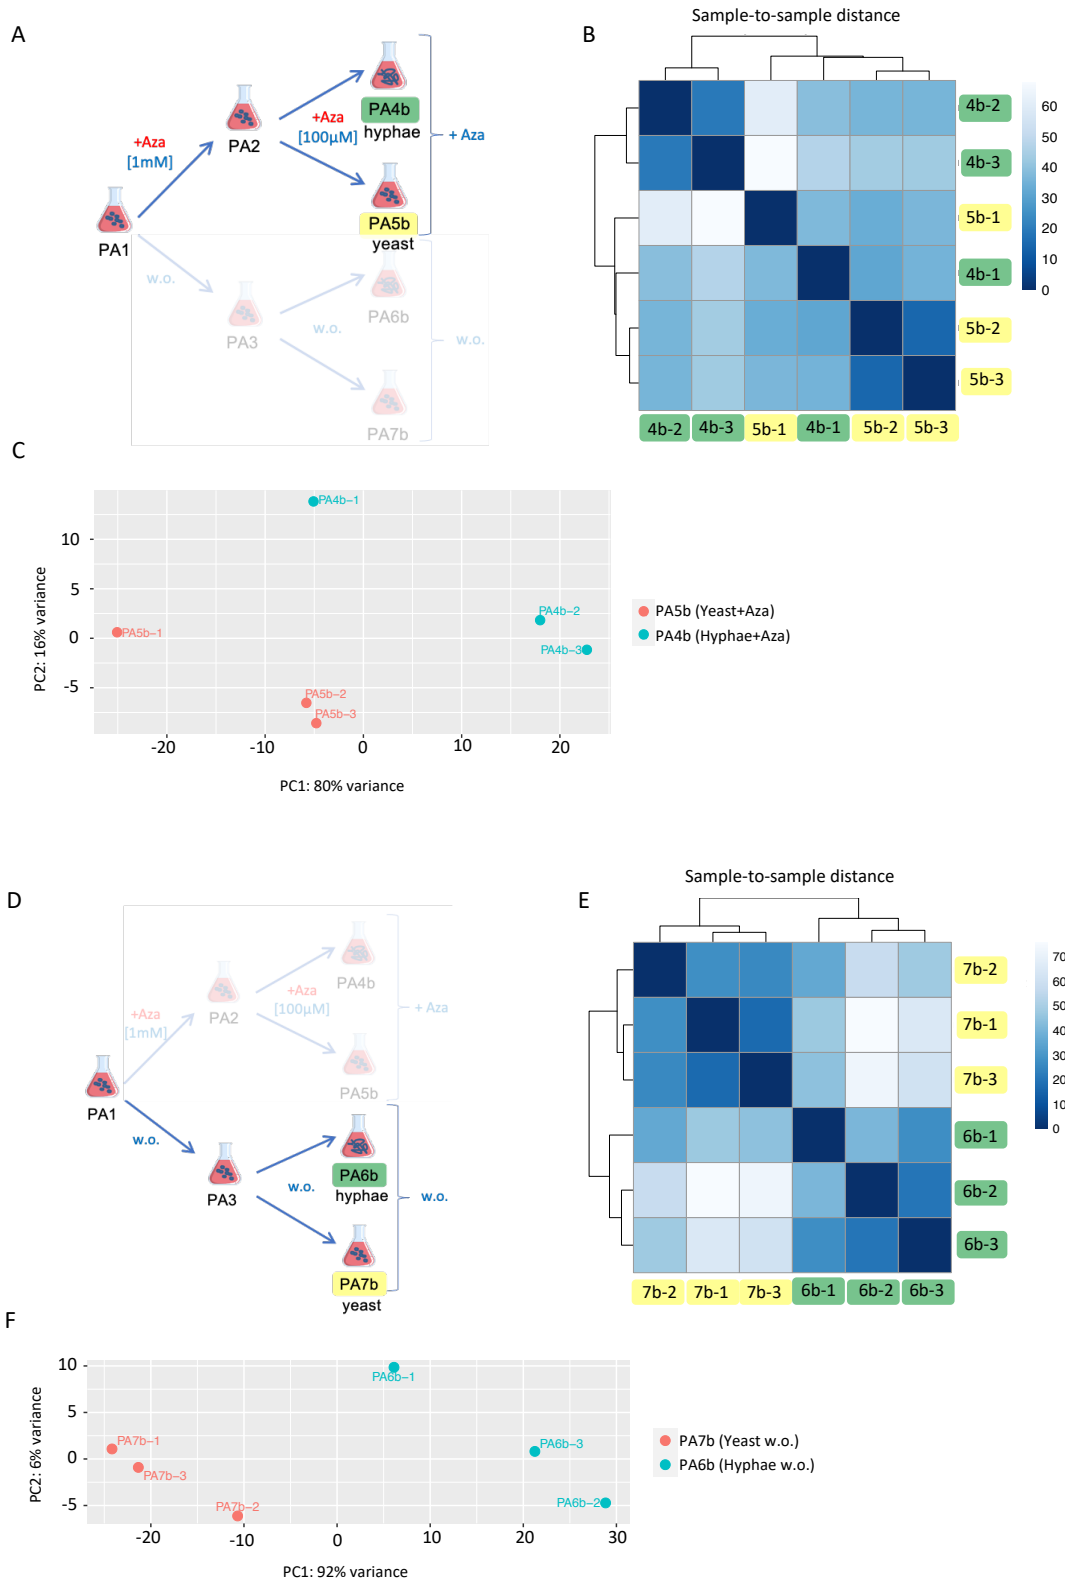 A
+Aza
[1mM]
PA1
PA2
+Aza
[100µM]
PA4b
hyphae
PA5b
yeast
+ Aza
w.o.
PA3
w.o.
PA6b
PA7b
w.o.
B
Sample-to-sample distance
4b-2
4b-3
5b-1
4b-1
5b-2
5b-3
60
50
40
30
20
10
0
4b-2 4b-3 5b-1 4b-1 5b-2 5b-3
C
PC2: 16% variance
10
5
0
-5
PA4b-1
PA4b-2
PA4b-3
PA5b-1
PA5b-2
PA5b-3
-20 -10 0 10 20
PC1: 80% variance
PA5b (Yeast+Aza)
PA4b (Hyphae+Aza)
D
+Aza
[1mM]
PA1
PA2
+Aza
[100µM]
PA4b
PA5b
+ Aza
w.o.
PA3
w.o.
PA6b
hyphae
PA7b
yeast
w.o.
E
Sample-to-sample distance
7b-2
7b-1
7b-3
6b-1
6b-2
6b-3
70
60
50
40
30
20
10
0
7b-2 7b-1 7b-3 6b-1 6b-2 6b-3
F
PC2: 6% variance
10
5
0
-5
PA6b-1
PA7b-1
PA7b-3
PA7b-2
PA6b-3
PA6b-2
-20 -10 0 10 20 30
PC1: 92% variance
PA7b (Yeast w.o.)
PA6b (Hyphae w.o.)